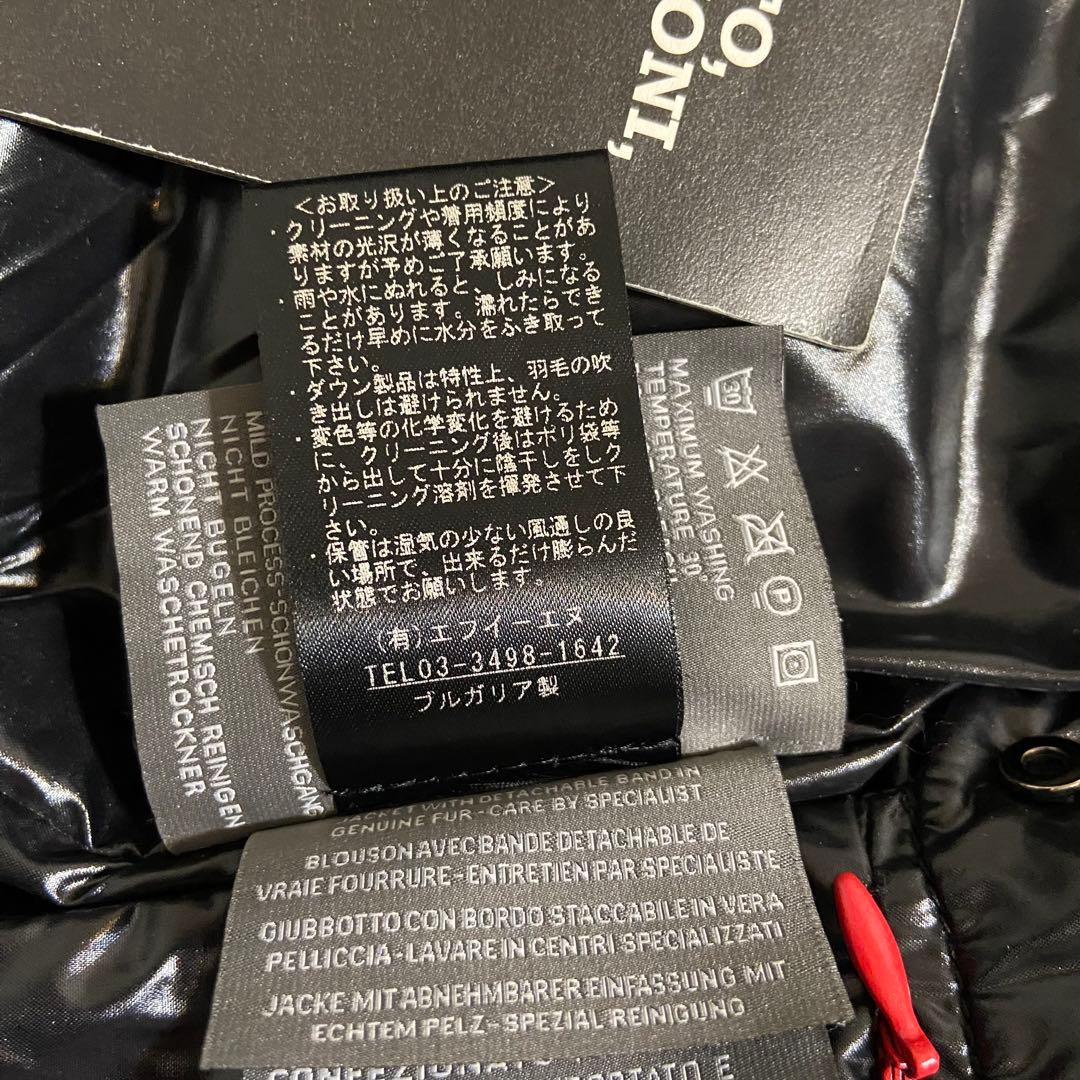 O,
ONI,
<お取り扱い上のご注意>
・クリーニングや着用頻度により
素材の光沢が薄くなることがあ
りますが予めご了承願います。
・雨や水にぬれると、しみになる
ことがあります。濡れたらでき
るだけ早めに水分をふき取って
下さい。
・ダウン製品は特性上、羽毛の吹
き出しは避けられません。
変色等の化学変化を避けるため
に、クリーニング後はポリ袋等
から出して十分に陰干しをしク
リーニング溶剤を揮発させて下
さい。
・保管は湿気の少ない風通しの良
い場所で、出来るだけ膨らんだ
状態でお願いします。
(有)エフイーエヌ
TEL03-3498-1642
ブルガリア製
MILD PROCESS-SCHONWASCHGANG
NICHT BLEICHEN
NICHT BUGELN
SCHONEND CHEMISCH REINIGEN
WARM WASCHETROCKNER
30
P
MAXIMUM WASHING
TEMPERATURE 30°
WITH DETACHABLE BAND IN
GENUINE FUR-CARE BY SPECIALIST
BLOUSON AVEC BANDE DETACHABLE DE
VRAIE FOURRURE-ENTRETIEN PAR SPECIALISTE
GIUBBOTTO CON BORDO STACCABILE IN VERA
PELLICCIA-LAVARE IN CENTRI SPECIALIZZATI
JACKE MIT ABNEHMBARER EINFASSUNG MIT
ECHTEM PELZ-SPEZIAL REINIGUNG